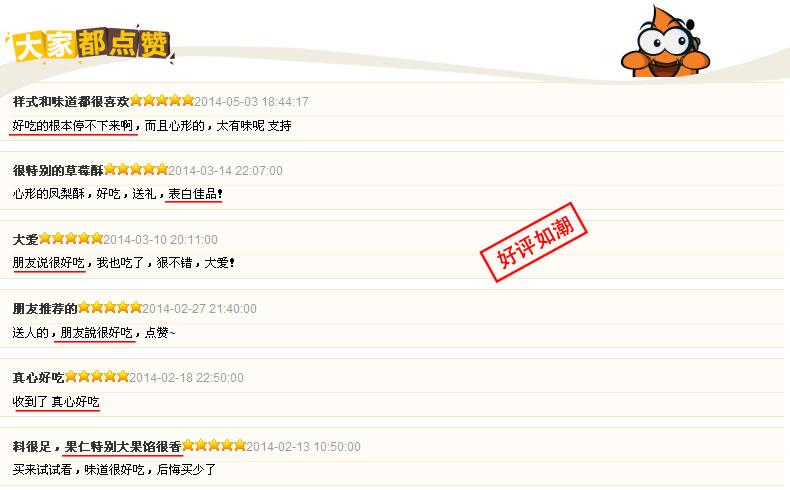 大家都点赞
样式和味道都很喜欢2014-05-03 18:44:17
好吃的根本停不下来啊,而且心形的,太有味呢 支持
很特别的草莓酥2014-03-14 22:07:00
心形的凤梨酥,好吃,送礼,表白佳品!
大爱2014-03-10 20:11:00
朋友说很好吃,我也吃了,狠不错,大爱!
好评如潮
朋友推荐的2014-02-27 21:40:00
送人的,朋友說很好吃,点赞~
真心好吃2014-02-18 22:50:00
收到了 真心好吃
料很足,果仁特别大果馅很香2014-02-13 10:50:00
买来试试看,味道很好吃,后悔买少了